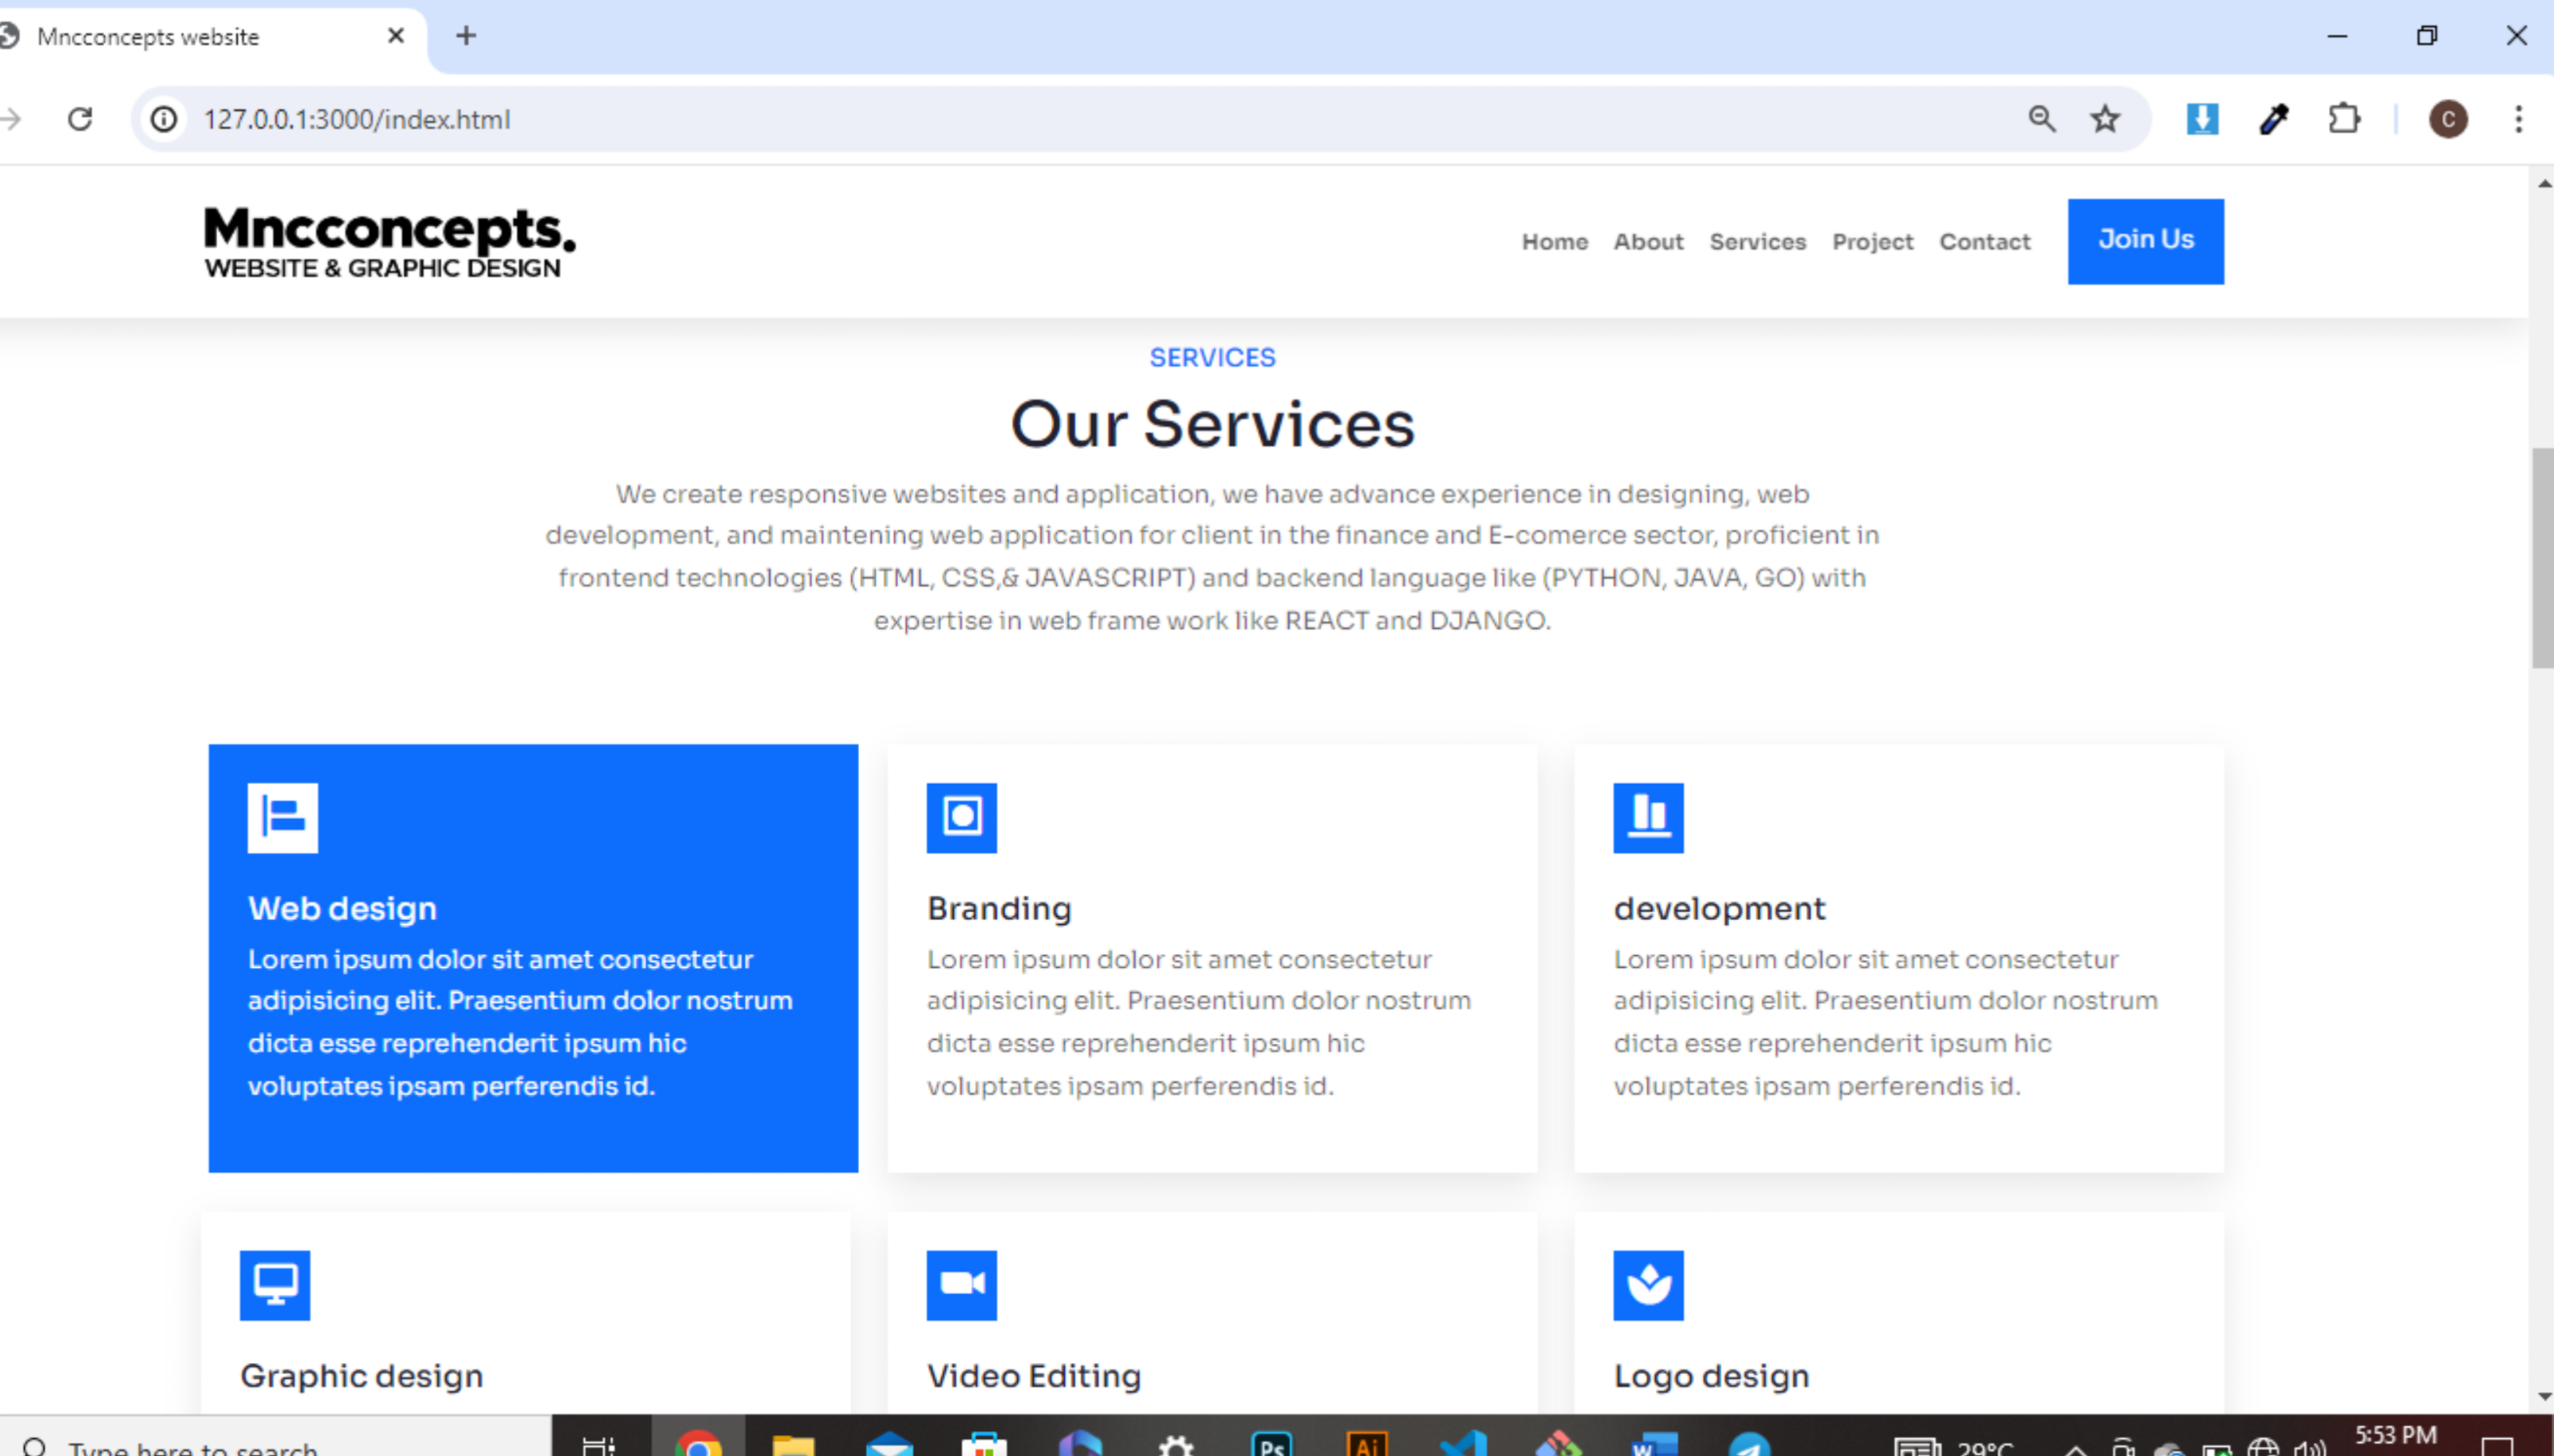 Mncconcepts website
127.0.0.1:3000/index.html
C
Mncconcepts.
WEBSITE & GRAPHIC DESIGN
Home About Services Project Contact Join Us
SERVICES
Our Services
We create responsive websites and application, we have advance experience in designing, web
development, and maintening web application for client in the finance and E-comerce sector, proficient in
frontend technologies (HTML, CSS,& JAVASCRIPT) and backend language like (PYTHON, JAVA, GO) with
expertise in web frame work like REACT and DJANGO.
Web design
Lorem ipsum dolor sit amet consectetur
adipisicing elit. Praesentium dolor nostrum
dicta esse reprehenderit ipsum hic
voluptates ipsam perferendis id.
Branding
Lorem ipsum dolor sit amet consectetur
adipisicing elit. Praesentium dolor nostrum
dicta esse reprehenderit ipsum hic
voluptates ipsam perferendis id.
development
Lorem ipsum dolor sit amet consectetur
adipisicing elit. Praesentium dolor nostrum
dicta esse reprehenderit ipsum hic
voluptates ipsam perferendis id.
Graphic design
Video Editing
Logo design
Type here to search
Ps
Ai
W
29°C
5:53 PM